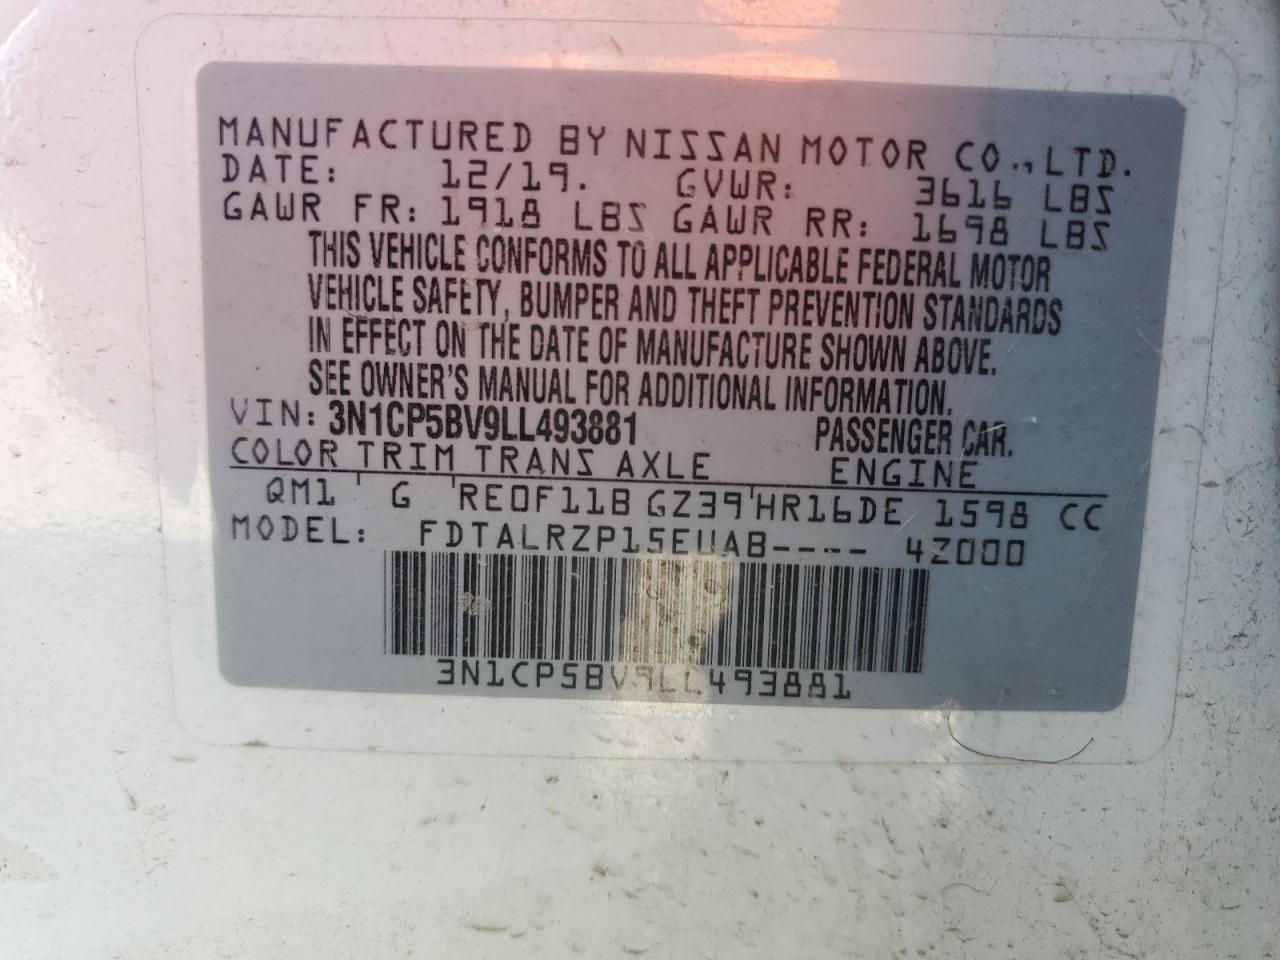 MANUFACTURED BY NISSAN MOTOR CO., LTD.
DATE: 12/19. GVWR: 3616 LBS
GAWR FR: 1918 LBS GAWR RR: 1698 LBS
THIS VEHICLE CONFORMS TO ALL APPLICABLE FEDERAL MOTOR
VEHICLE SAFETY, BUMPER AND THEFT PREVENTION STANDARDS
IN EFFECT ON THE DATE OF MANUFACTURE SHOWN ABOVE.
SEE OWNER'S MANUAL FOR ADDITIONAL INFORMATION.
VIN: 3N1CP5BV9LL493881 PASSENGER CAR.
COLOR TRIM TRANS AXLE ENGINE
QM1 ' G 'RE0F11B GZ39'HR16DE 1598 CC
MODEL: FDTALRZP15EUAB---- 4Z000
3N1CP5BV9LL493881